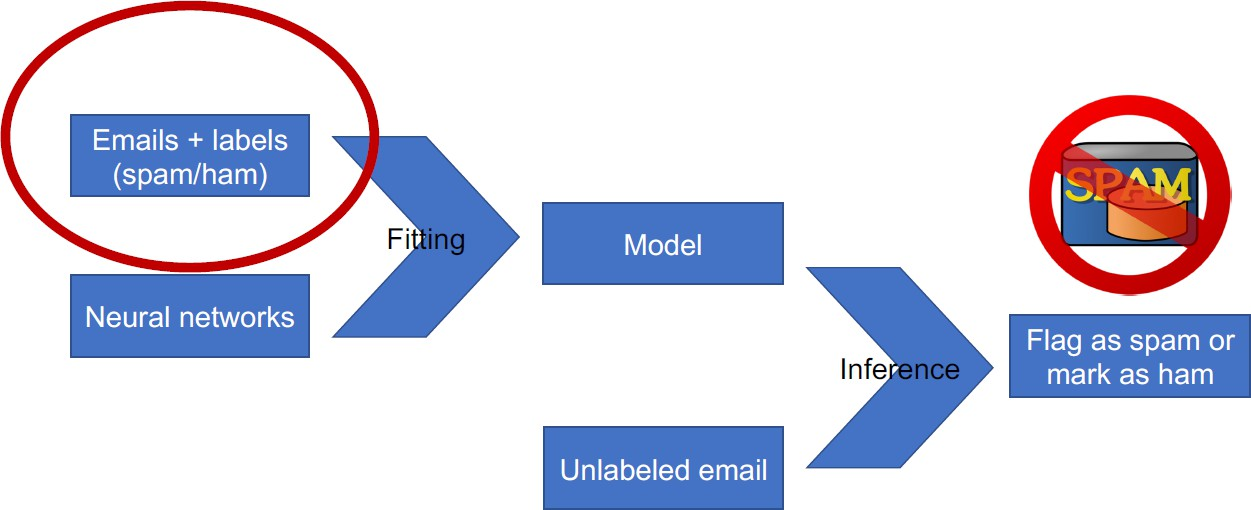 Emails + labels
(spam/ham)
Fitting
Neural networks
Model
SPAM
Inference
Flag as spam or
mark as ham
Unlabeled email